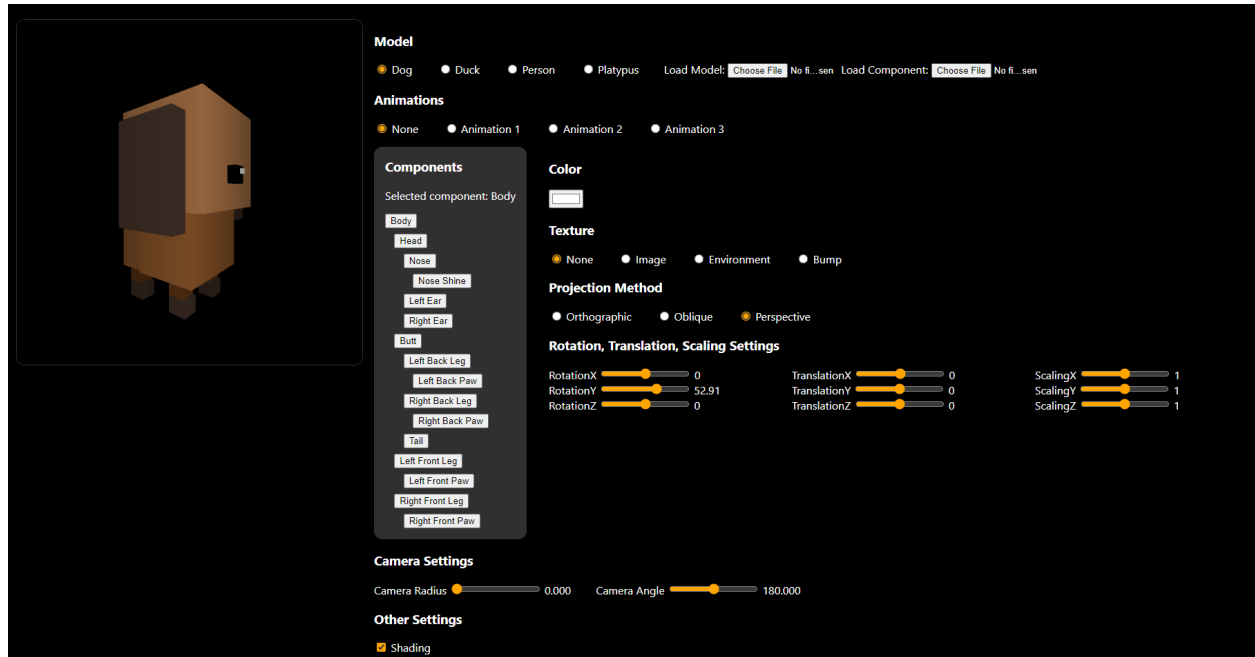 Model
Dog Duck Person Platypus Load Model: Choose File No fi...sen Load Component: Choose File No fi...sen
Animations
None Animation 1 Animation 2 Animation 3
Components
Selected component: Body
Body
Head
Nose
Nose Shine
Left Ear
Right Ear
Butt
Left Back Leg
Left Back Paw
Right Back Leg
Right Back Paw
Tail
Left Front Leg
Left Front Paw
Right Front Leg
Right Front Paw
Color
Texture
None Image Environment Bump
Projection Method
Orthographic Oblique Perspective
Rotation, Translation, Scaling Settings
RotationX 0 TranslationX 0 ScalingX 1
RotationY 52.91 TranslationY 0 ScalingY 1
RotationZ 0 TranslationZ 0 ScalingZ 1
Camera Settings
Camera Radius 0.000 Camera Angle 180.000
Other Settings
Shading